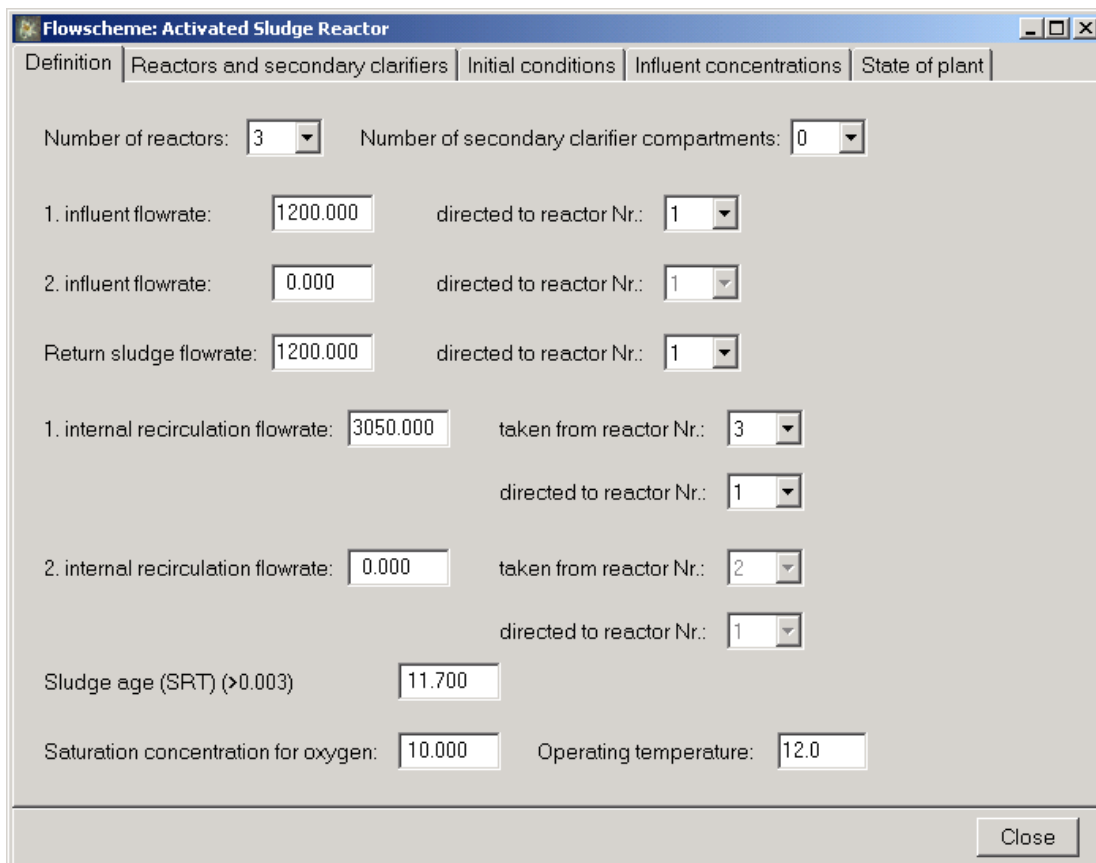 Flowscheme: Activated Sludge Reactor
Definition Reactors and secondary clarifiers Initial conditions Influent concentrations State of plant
Number of reactors: 3 Number of secondary clarifier compartments: 0
1. influent flowrate: 1200.000 directed to reactor Nr.: 1
2. influent flowrate: 0.000 directed to reactor Nr.: 1
Return sludge flowrate: 1200.000 directed to reactor Nr.: 1
1. internal recirculation flowrate: 3050.000 taken from reactor Nr.: 3
directed to reactor Nr.: 1
2. internal recirculation flowrate: 0.000 taken from reactor Nr.: 2
directed to reactor Nr.: 1
Sludge age (SRT) (>0.003) 11.700
Saturation concentration for oxygen: 10.000 Operating temperature: 12.0
Close